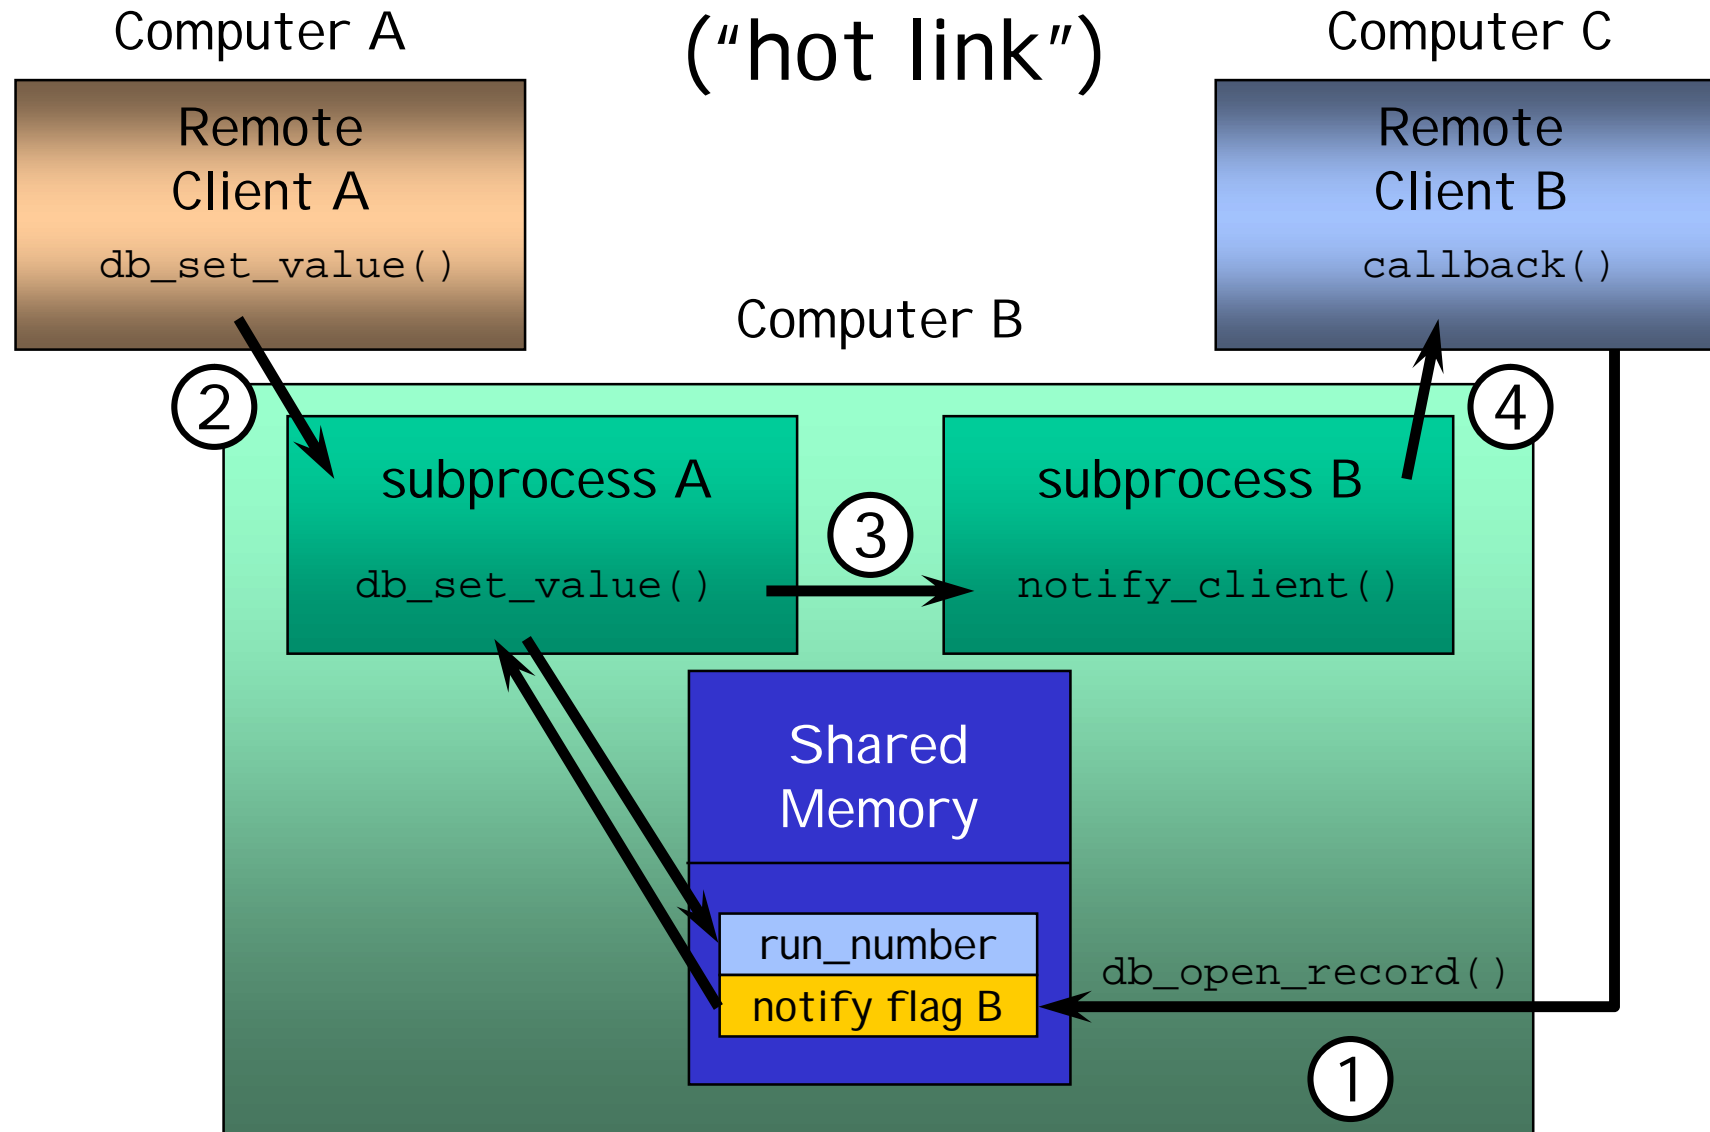 Computer A
(“hot link”)
Computer C
Remote
Client A
db_set_value()
Remote
Client B
callback()
Computer B
2
4
subprocess A
db_set_value()
3
subprocess B
notify_client()
Shared
Memory
run_number
notify flag B
db_open_record()
1